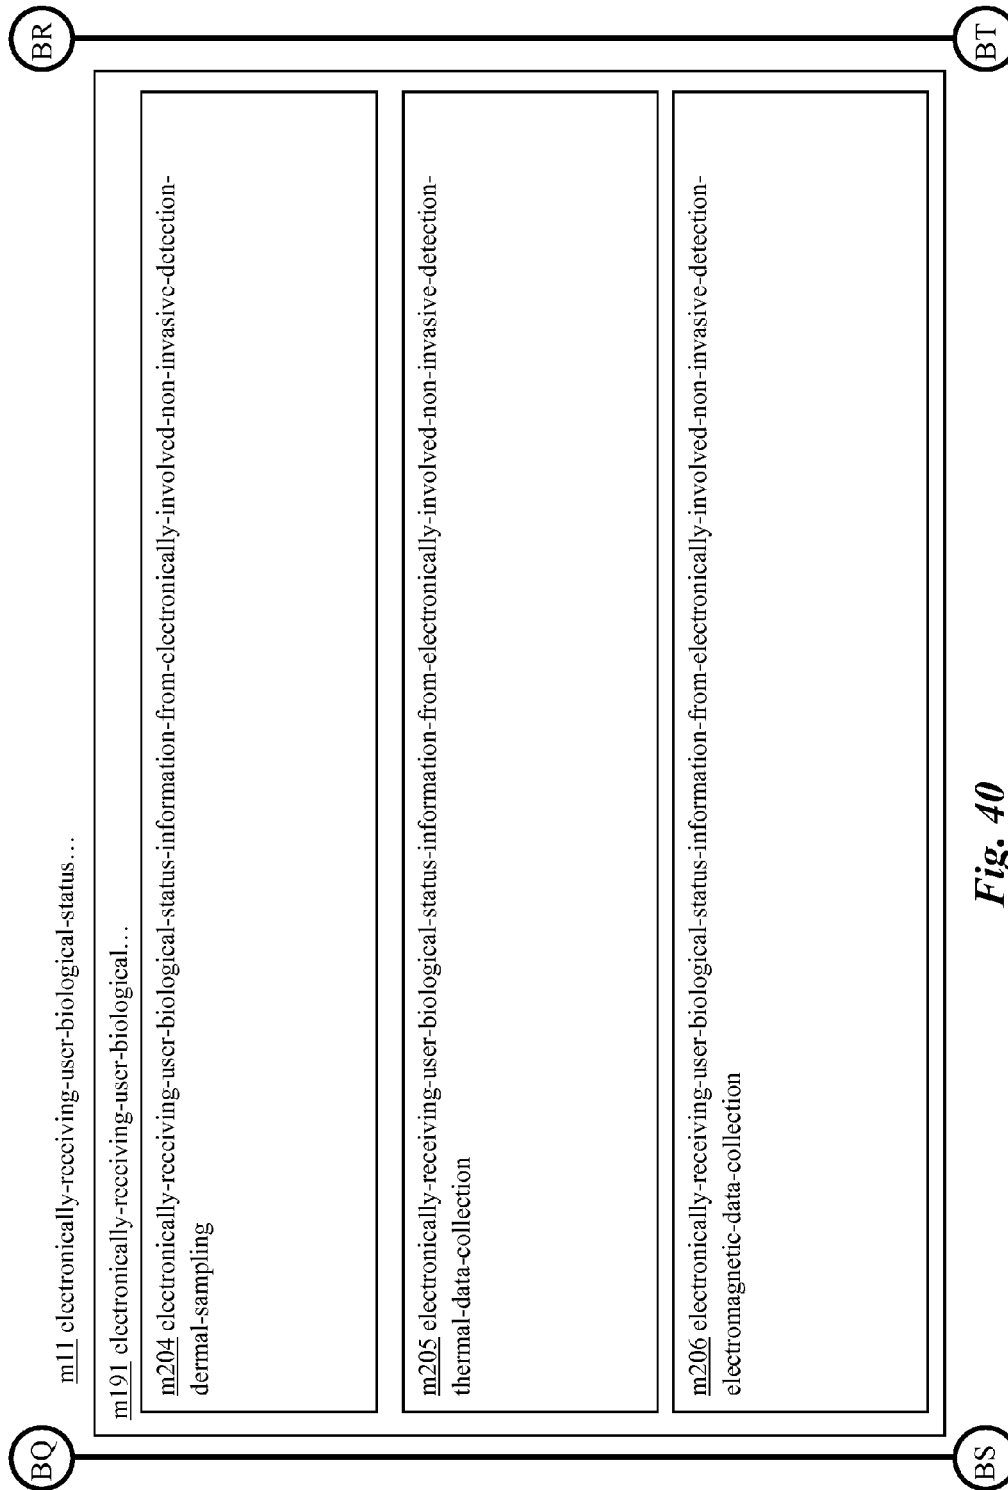 BQ
BR
m11 electronically-receiving-user-biological-status…
m191 electronically-receiving-user-biological…
m204 electronically-receiving-user-biological-status-information-from-electronically-involved-non-invasive-detection-
dermal-sampling
m205 electronically-receiving-user-biological-status-information-from-electronically-involved-non-invasive-detection-
thermal-data-collection
m206 electronically-receiving-user-biological-status-information-from-electronically-involved-non-invasive-detection-
electromagnetic-data-collection
BS
BT
Fig. 40